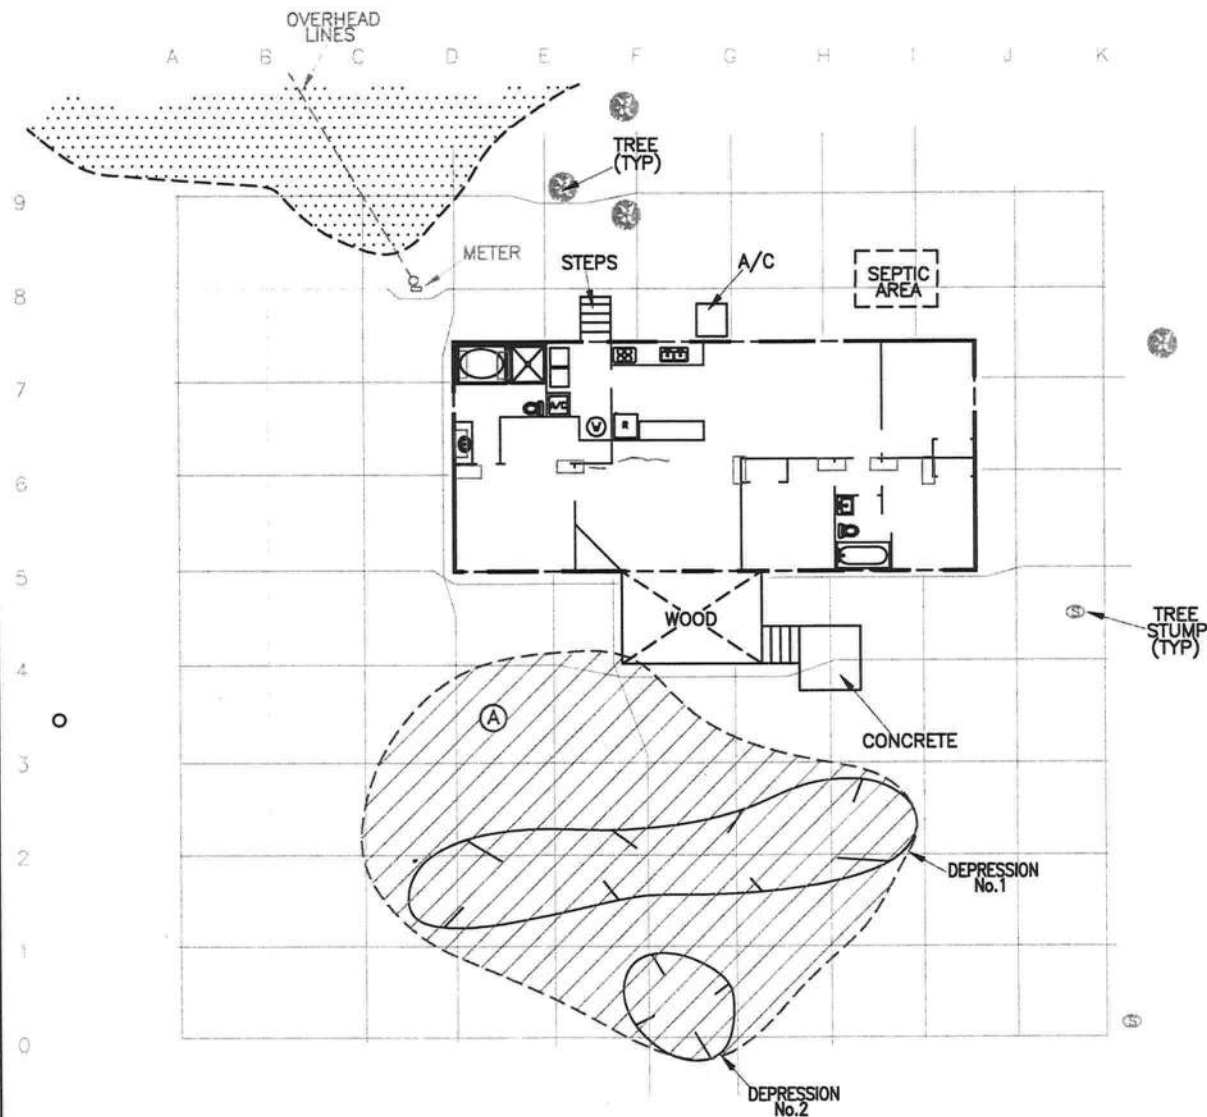 OVERHEAD
LINES
A B C D E F G H I J K
TREE
(TYP)
9
METER
STEPS
A/C
SEPTIC
AREA
8
7
W
R
6
5
WOOD
S
TREE
STUMP
(TYP)
4
A
CONCRETE
3
2
DEPRESSION
No.1
1
S
0
DEPRESSION
No.2